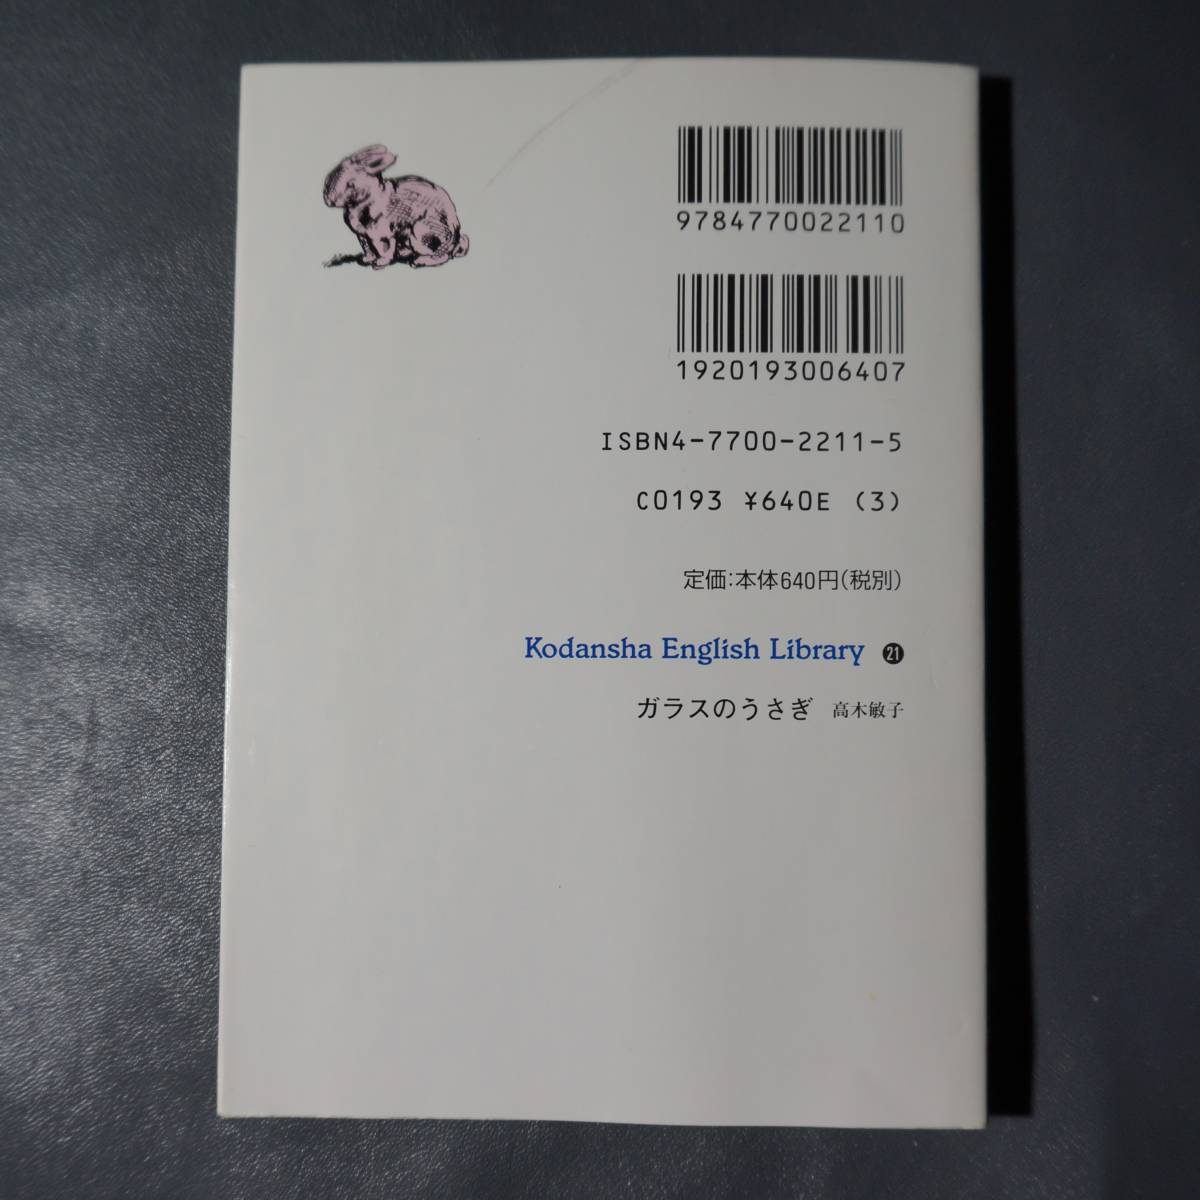 9784770022110
1920193006407
ISBN4-7700-2211-5
C0193 ¥640E (3)
定価:本体640円(税別)
Kodansha English Library 21
ガラスのうさぎ 高木敏子